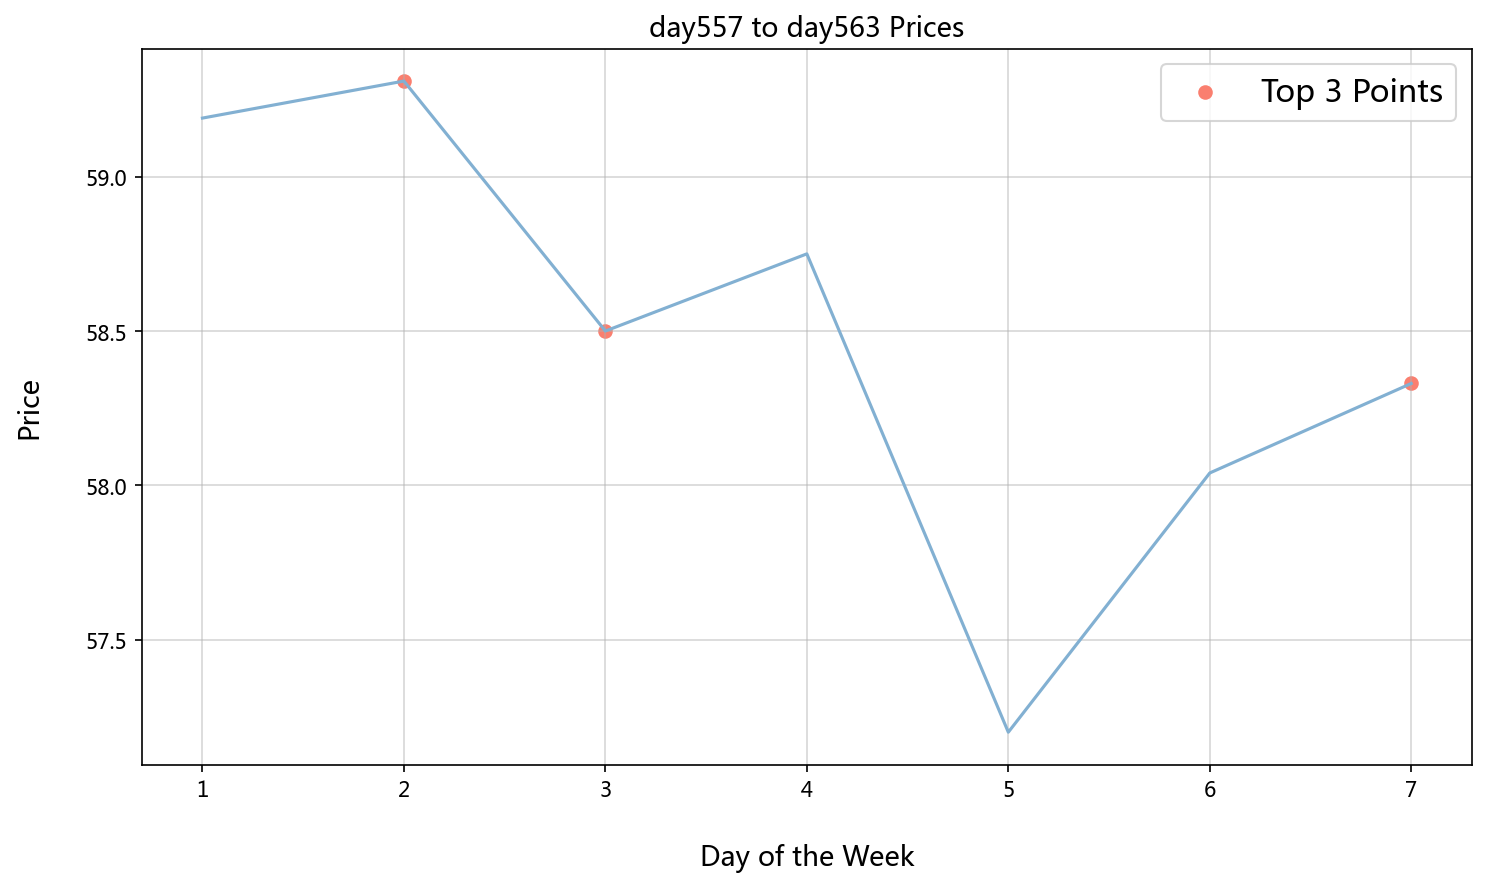 day557 to day563 Prices
Top 3 Points
59.0
58.5
58.0
57.5
Price
1 2 3 4 5 6 7
Day of the Week